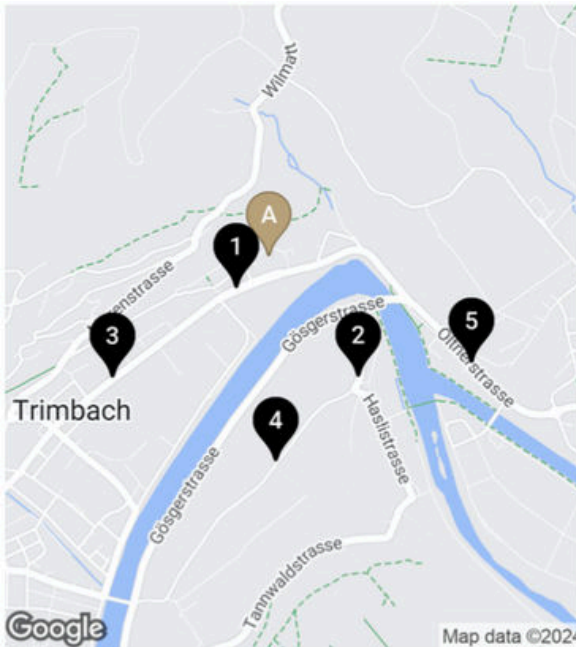 Wilmatt
A
1
enstrasse
3
Gösgerstrasse
2
5
Oltnerstrasse
Trimbach
4
Haslistrasse
Gösgerstrasse
Tannwaldstrasse
Google
Map data ©2024